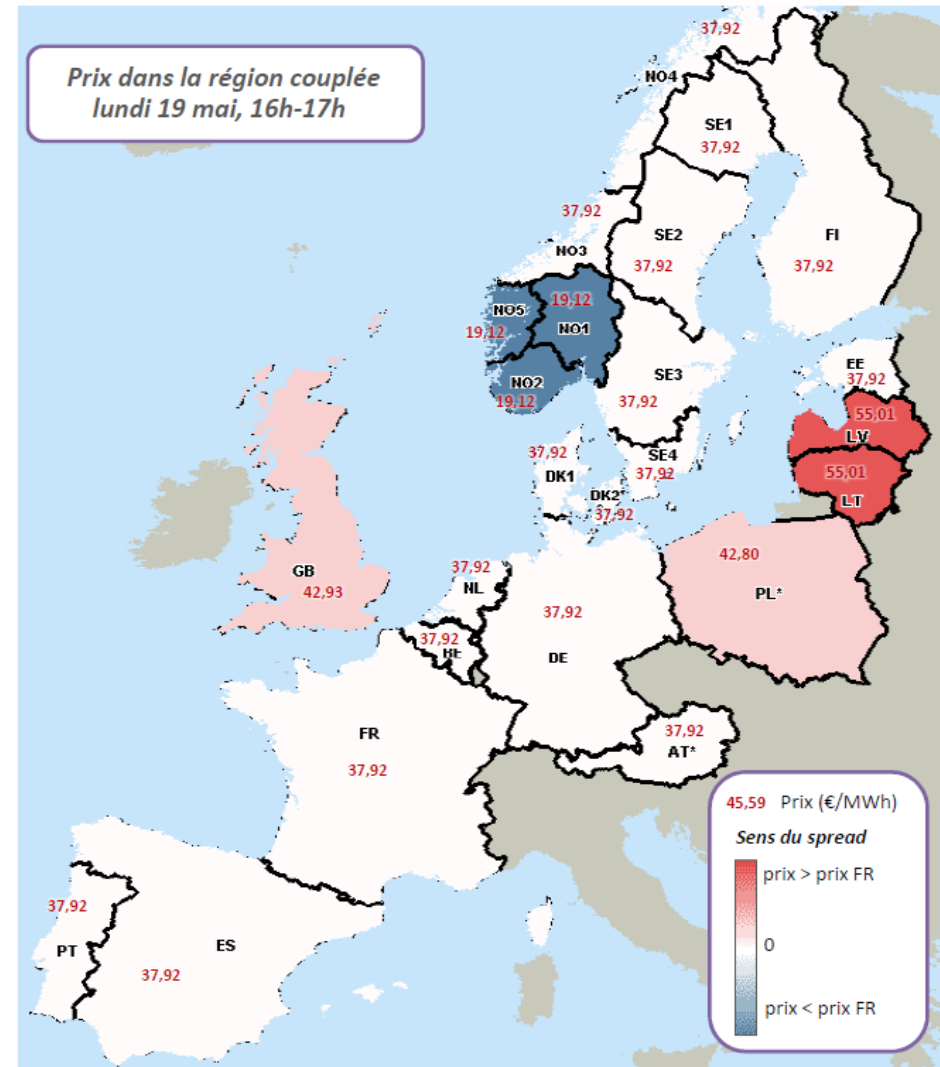 Prix dans la région couplée
lundi 19 mai, 16h-17h
37,92
NO4
SE1
37,92
37,92
NO3
SE2
37,92
FI
37,92
NO5
19,12
19,12
NO1
NO2
19,12
SE3
37,92
EE
37,92
55,01
LV
55,01
LT
37,92
DK1
SE4
37,92
DK2*
37,92
42,80
PL*
GB
42,93
37,92
NL
37,92
BE
37,92
DE
FR
37,92
37,92
AT*
37,92
PT
ES
37,92
45,59 Prix (€/MWh)
Sens du spread
prix > prix FR
0
prix < prix FR